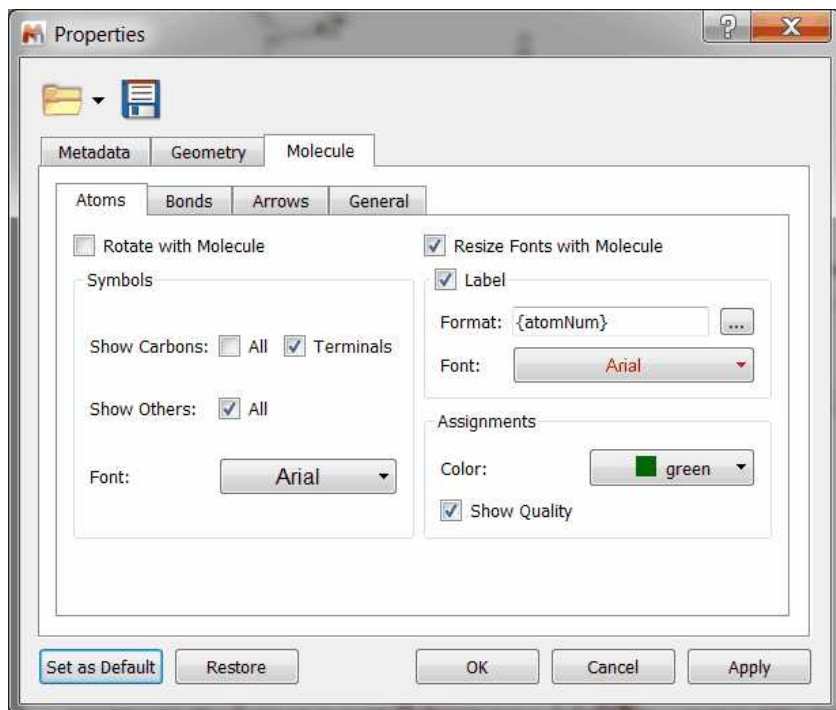 Properties
Metadata Geometry Molecule
Atoms Bonds Arrows General
Rotate with Molecule
Symbols
Show Carbons: All Terminals
Show Others: All
Font: Arial
Resize Fonts with Molecule
Label
Format: {atomNum} ...
Font: Arial
Assignments
Color: green
Show Quality
Set as Default Restore OK Cancel Apply